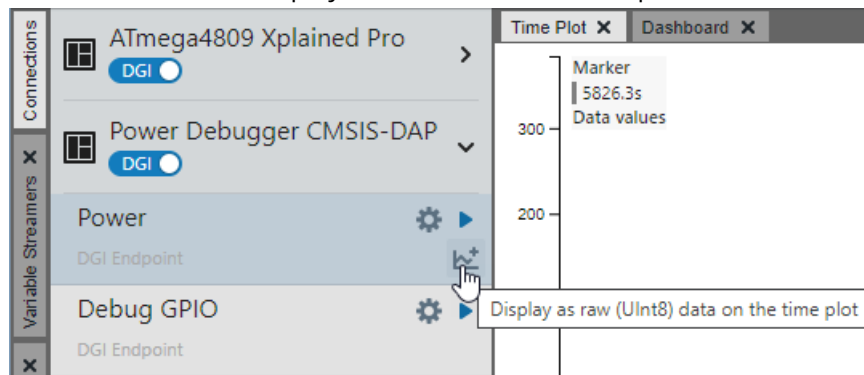 Connections
Variable Streamers
ATmega4809 Xplained Pro
DGI
Power Debugger CMSIS-DAP
DGI
Power
DGI Endpoint
Debug GPIO
DGI Endpoint
Time Plot
Dashboard
Marker
5826.3s
Data values
300
200
Display as raw (UInt8) data on the time plot